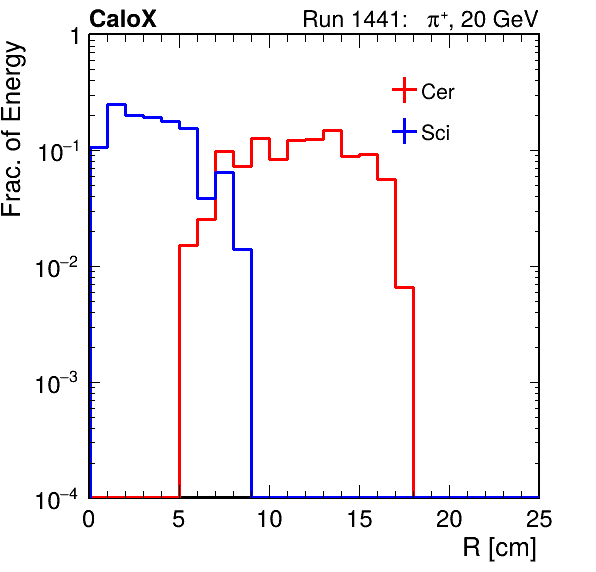 CaloX Run 1441: π⁺, 20 GeV
Frac. of Energy
1
10⁻¹
10⁻²
10⁻³
10⁻⁴
Cer
Sci
0 5 10 15 20 25
R [cm]